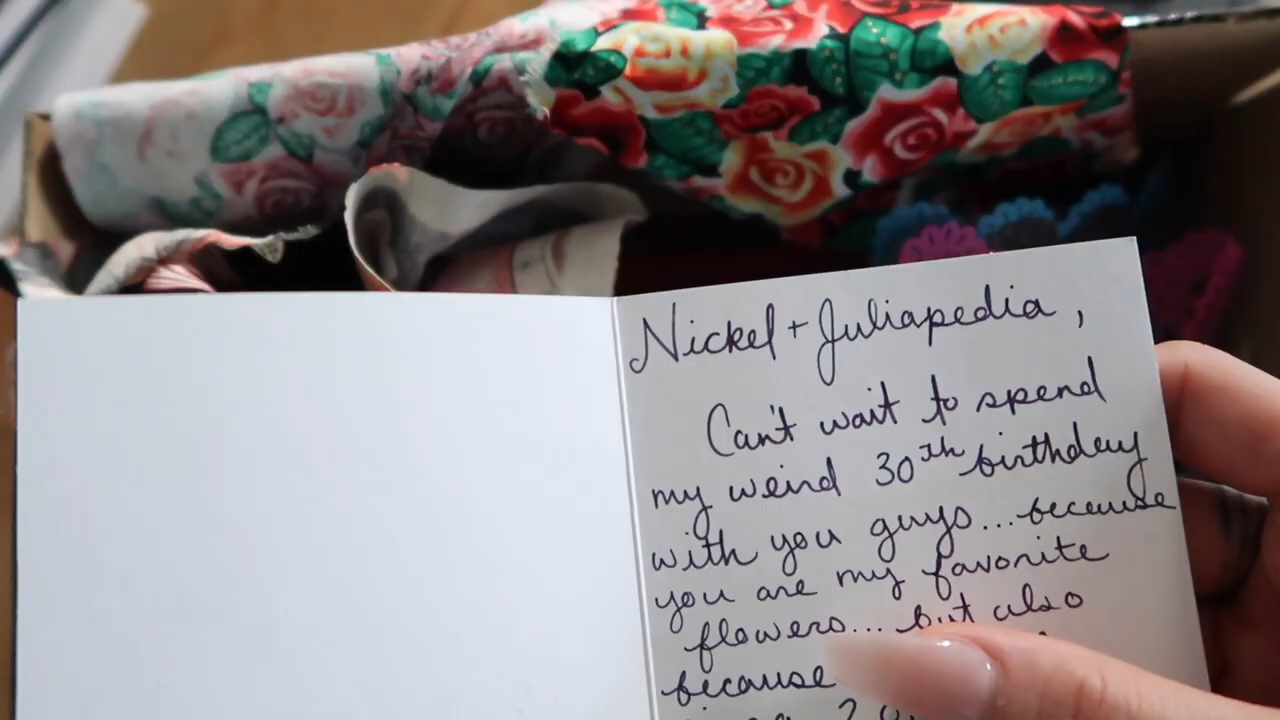 Nickel + Juliapedia,
Can't wait to spend
my weird 30th birthday
with you guys... because
you are my favorite
flowers... but also
because